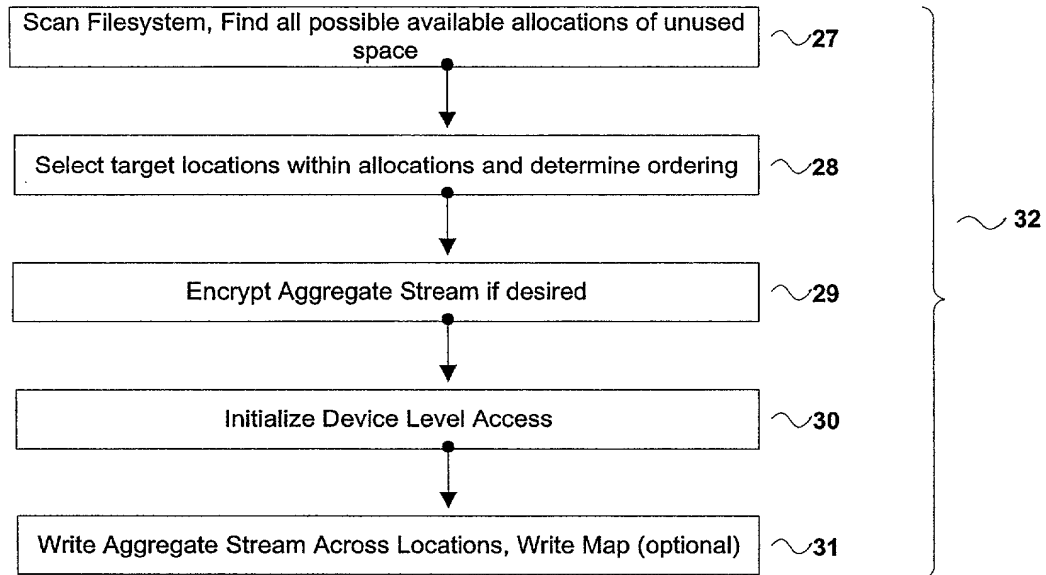 Scan Filesystem, Find all possible available allocations of unused
space
27
Select target locations within allocations and determine ordering
28
32
Encrypt Aggregate Stream if desired
29
Initialize Device Level Access
30
Write Aggregate Stream Across Locations, Write Map (optional)
31